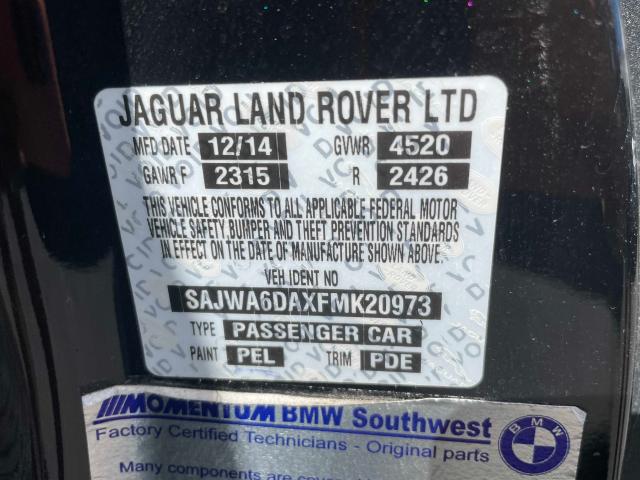 JAGUAR LAND ROVER LTD
MFD DATE 12/14 GVWR 4520
GAWR F 2315 R 2426
THIS VEHICLE CONFORMS TO ALL APPLICABLE FEDERAL MOTOR
VEHICLE SAFETY BUMPER AND THEFT PREVENTION STANDARDS
IN EFFECT ON THE DATE OF MANUFACTURE SHOWN ABOVE.
VEH IDENT NO
SAJWA6DAXFMK20973
TYPE PASSENGER CAR
PAINT PEL TRIM PDE
MOMENTUM BMW Southwest
Factory Certified Technicians - Original parts
BMW
Many components are covered